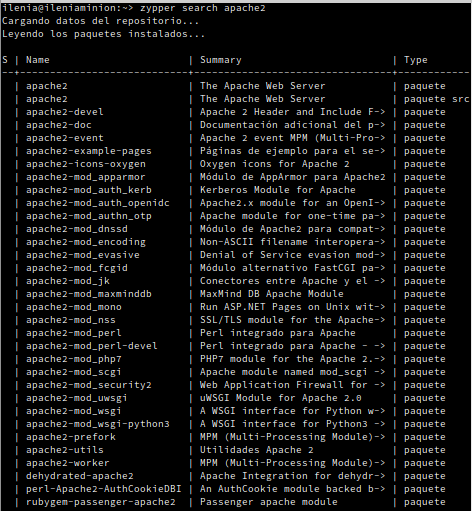 ilenia@ileniaminion:~> zypper search apache2
Cargando datos del repositorio...
Leyendo los paquetes instalados...
S | Name | Summary | Type
--+---------------------------+--------------------------------+------------
  | apache2 | The Apache Web Server | paquete
  | apache2 | The Apache Web Server | paquete src
  | apache2-devel | Apache 2 Header and Include F-> | paquete
  | apache2-doc | Documentación adicional del p-> | paquete
  | apache2-event | Apache 2 event MPM (Multi-Pro-> | paquete
  | apache2-example-pages | Páginas de ejemplo para el se-> | paquete
  | apache2-icons-oxygen | Oxygen icons for Apache 2 | paquete
  | apache2-mod_apparmor | Módulo de AppArmor para Apache2 | paquete
  | apache2-mod_auth_kerb | Kerberos Module for Apache | paquete
  | apache2-mod_auth_openidc | Apache2.x module for an OpenI-> | paquete
  | apache2-mod_authn_otp | Apache module for one-time pa-> | paquete
  | apache2-mod_dnssd | Módulo de Apache2 para compat-> | paquete
  | apache2-mod_encoding | Non-ASCII filename interopera-> | paquete
  | apache2-mod_evasive | Denial of Service evasion mod-> | paquete
  | apache2-mod_fcgid | Módulo alternativo FastCGI pa-> | paquete
  | apache2-mod_jk | Conectores entre Apache y el -> | paquete
  | apache2-mod_maxminddb | MaxMind DB Apache Module | paquete
  | apache2-mod_mono | Run ASP.NET Pages on Unix wit-> | paquete
  | apache2-mod_nss | SSL/TLS module for the Apache-> | paquete
  | apache2-mod_perl | Perl integrado para Apache | paquete
  | apache2-mod_perl-devel | Perl integrado para Apache - -> | paquete
  | apache2-mod_php7 | PHP7 module for the Apache 2.-> | paquete
  | apache2-mod_scgi | Apache module named mod_scgi -> | paquete
  | apache2-mod_security2 | Web Application Firewall for -> | paquete
  | apache2-mod_uwsgi | uWSGI Module for Apache 2.0 | paquete
  | apache2-mod_wsgi | A WSGI interface for Python w-> | paquete
  | apache2-mod_wsgi-python3 | A WSGI interface for Python3 -> | paquete
  | apache2-prefork | MPM (Multi-Processing Module)-> | paquete
  | apache2-utils | Utilidades Apache 2 | paquete
  | apache2-worker | MPM (Multi-Processing Module)-> | paquete
  | dehydrated-apache2 | Apache Integration for dehydr-> | paquete
  | perl-Apache2-AuthCookieDBI | An AuthCookie module backed b-> | paquete
  | rubygem-passenger-apache2 | Passenger apache module | paquete